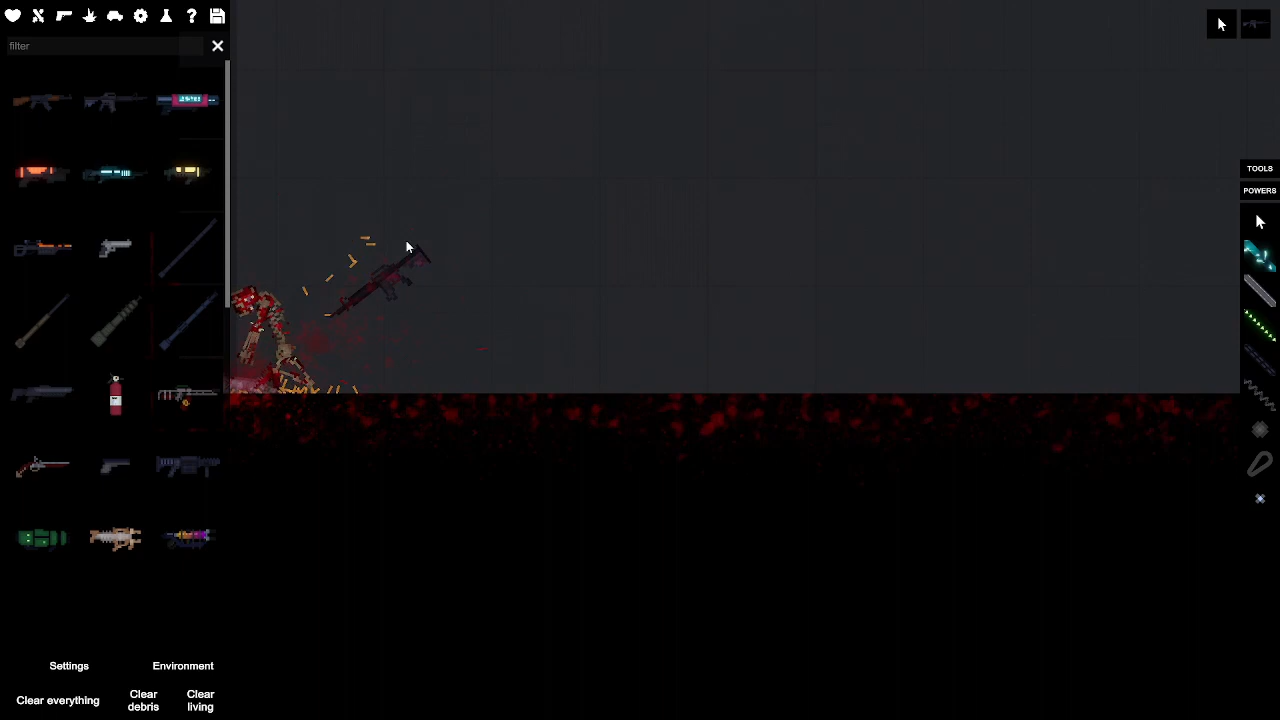 filter
TOOLS
POWERS
Settings
Environment
Clear everything
Clear
debris
Clear
living